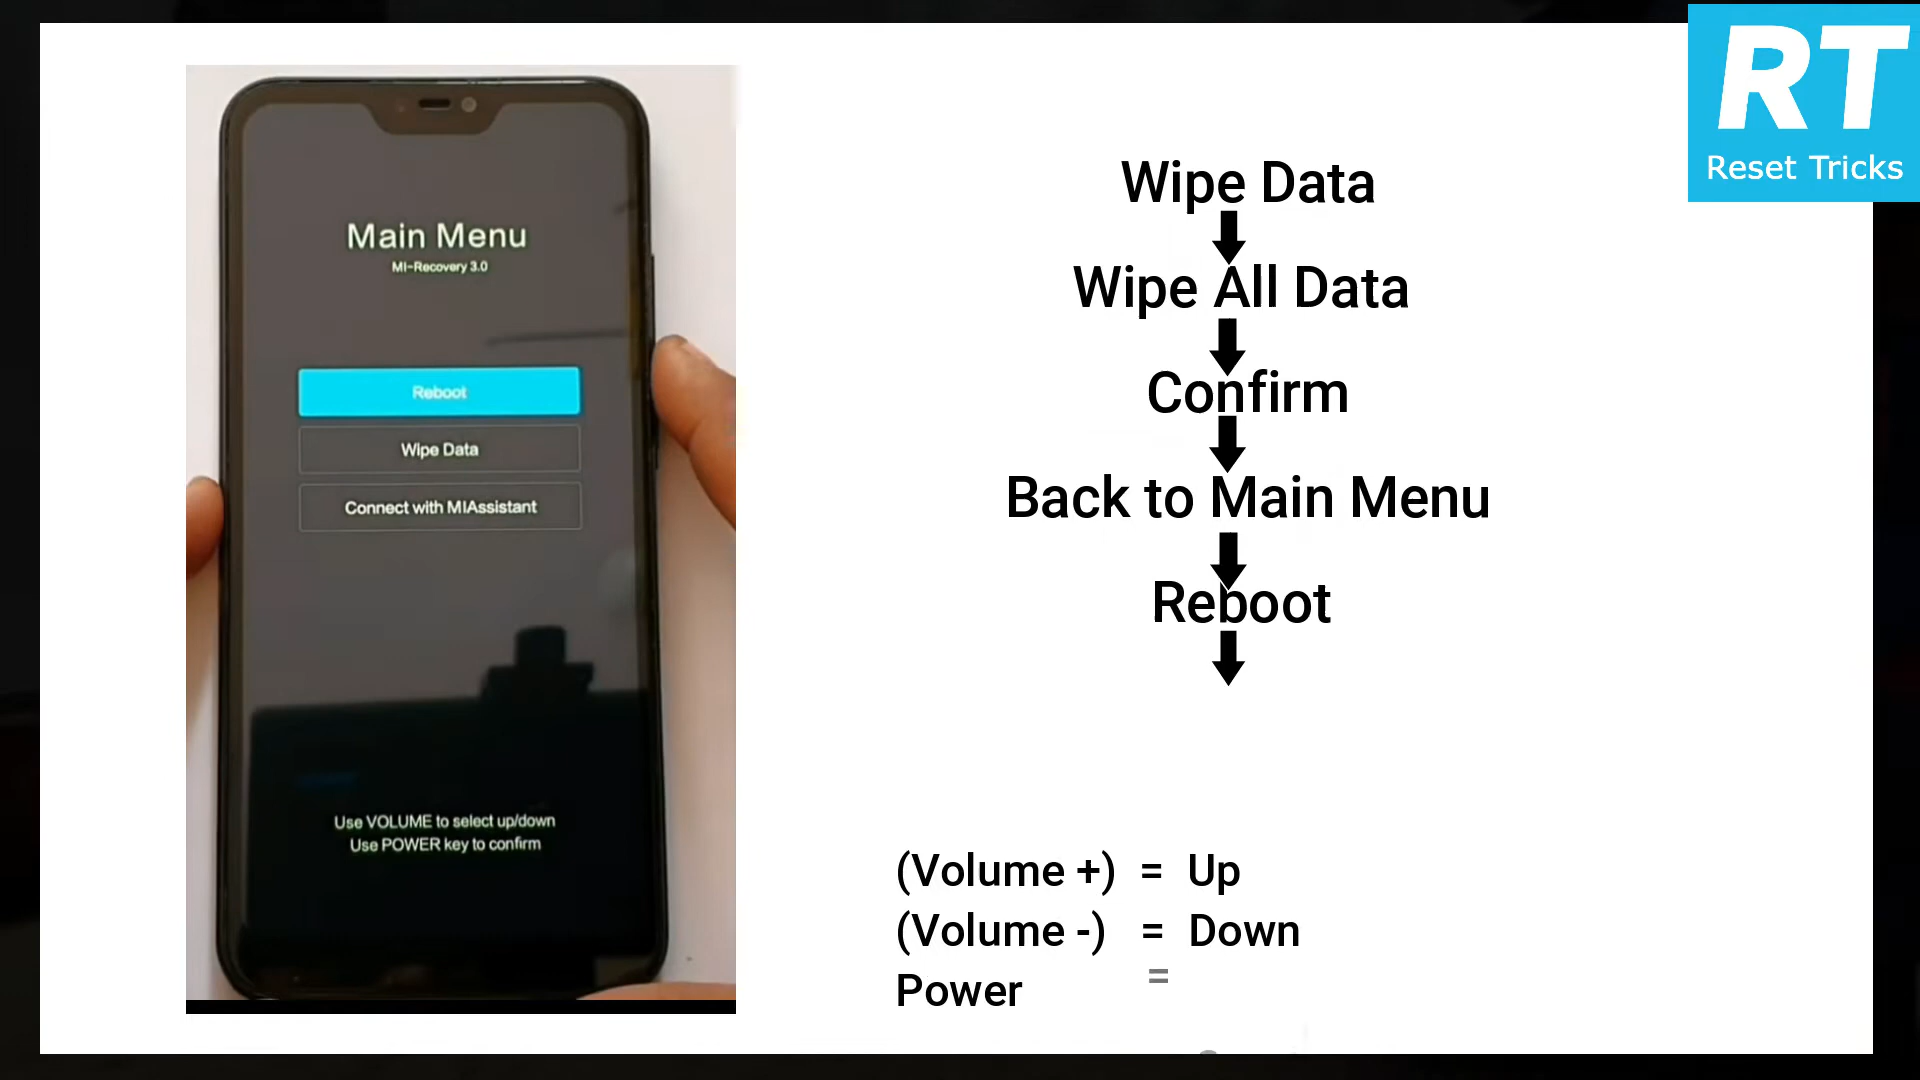 RT
Reset Tricks
Main Menu
MI-Recovery 3.0
Reboot
Wipe Data
Connect with MIAssistant
Use VOLUME to select up/down
Use POWER key to confirm
Wipe Data
Wipe All Data
Confirm
Back to Main Menu
Reboot
(Volume +) = Up
(Volume -) = Down
Power =